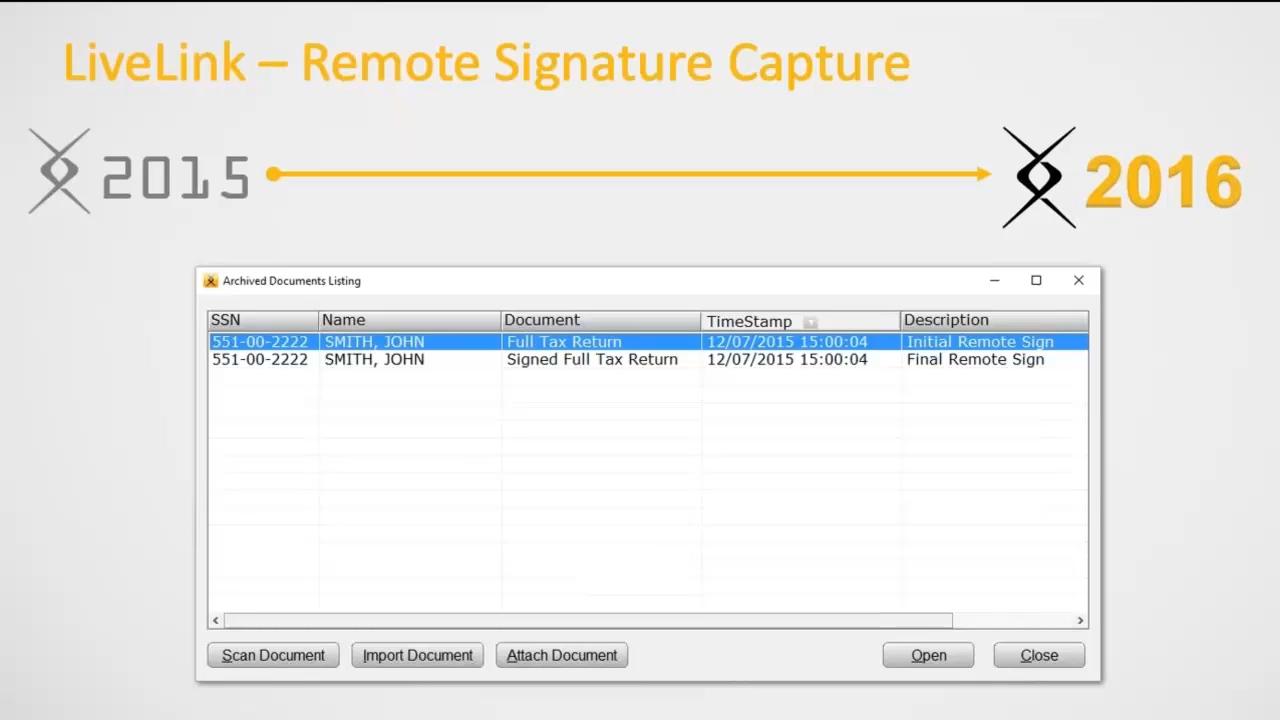 LiveLink – Remote Signature Capture
2015 2016
Archived Documents Listing
SSN Name Document TimeStamp Description
551-00-2222 SMITH, JOHN Full Tax Return 12/07/2015 15:00:04 Initial Remote Sign
551-00-2222 SMITH, JOHN Signed Full Tax Return 12/07/2015 15:00:04 Final Remote Sign
Scan Document Import Document Attach Document Open Close